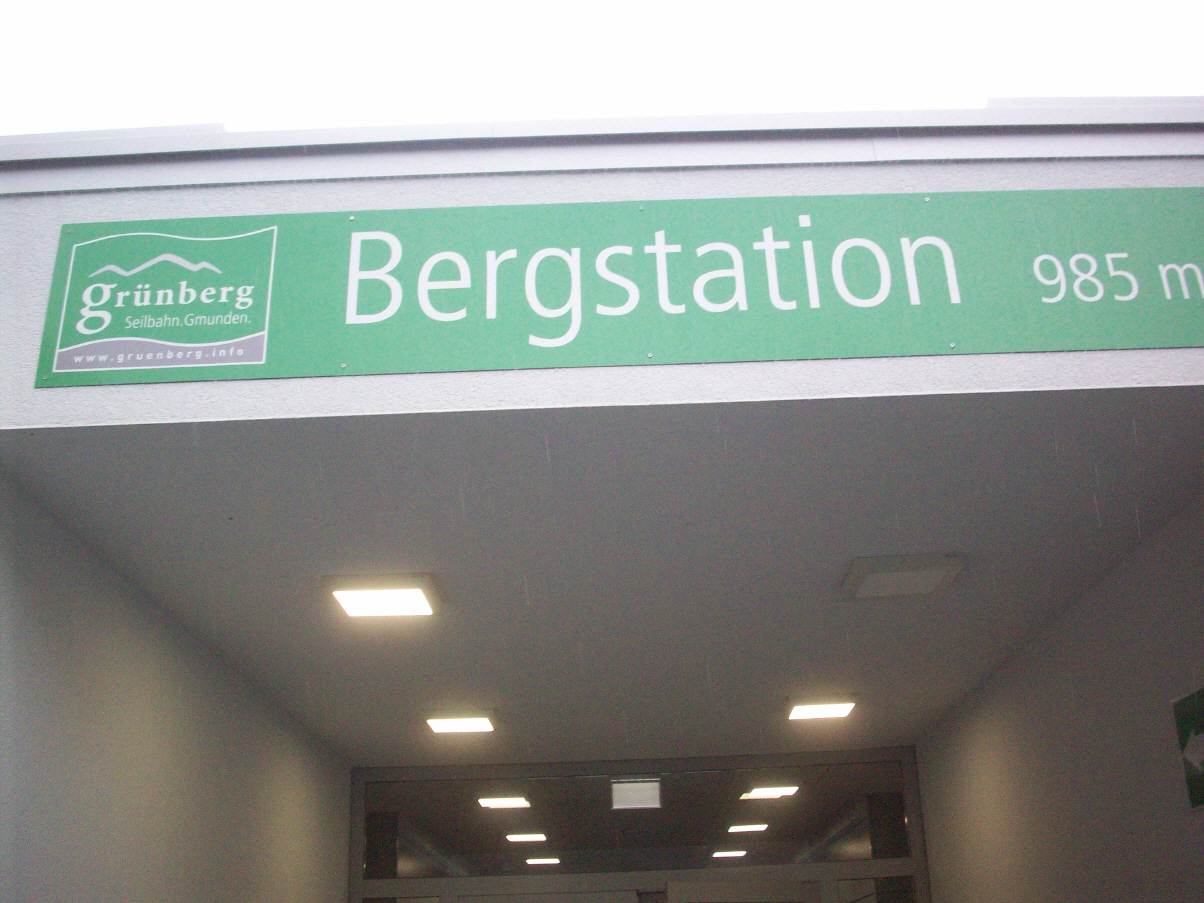 grünberg
Seilbahn.Gmunden.
www.gruenberg.info
Bergstation 985 m